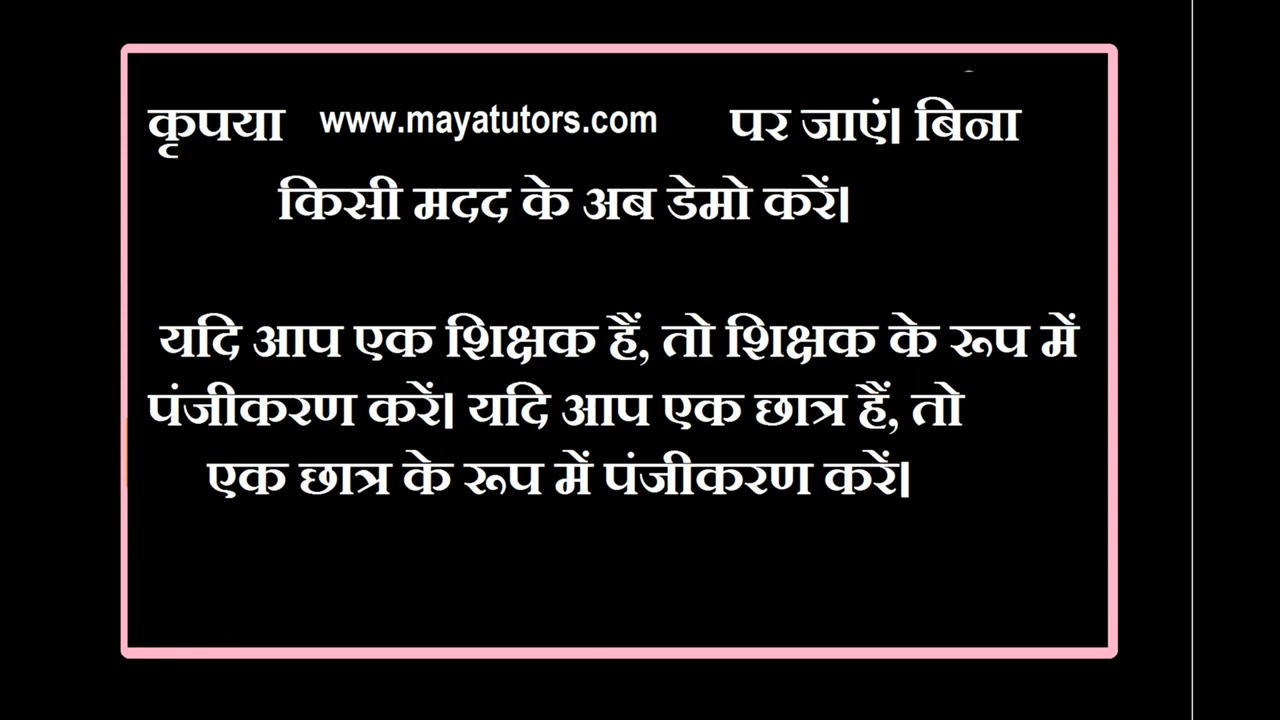 कृपया www.mayatutors.com पर जाएं। बिना
किसी मदद के अब डेमो करें।
यदि आप एक शिक्षक हैं, तो शिक्षक के रूप में
पंजीकरण करें। यदि आप एक छात्र हैं, तो
एक छात्र के रूप में पंजीकरण करें।